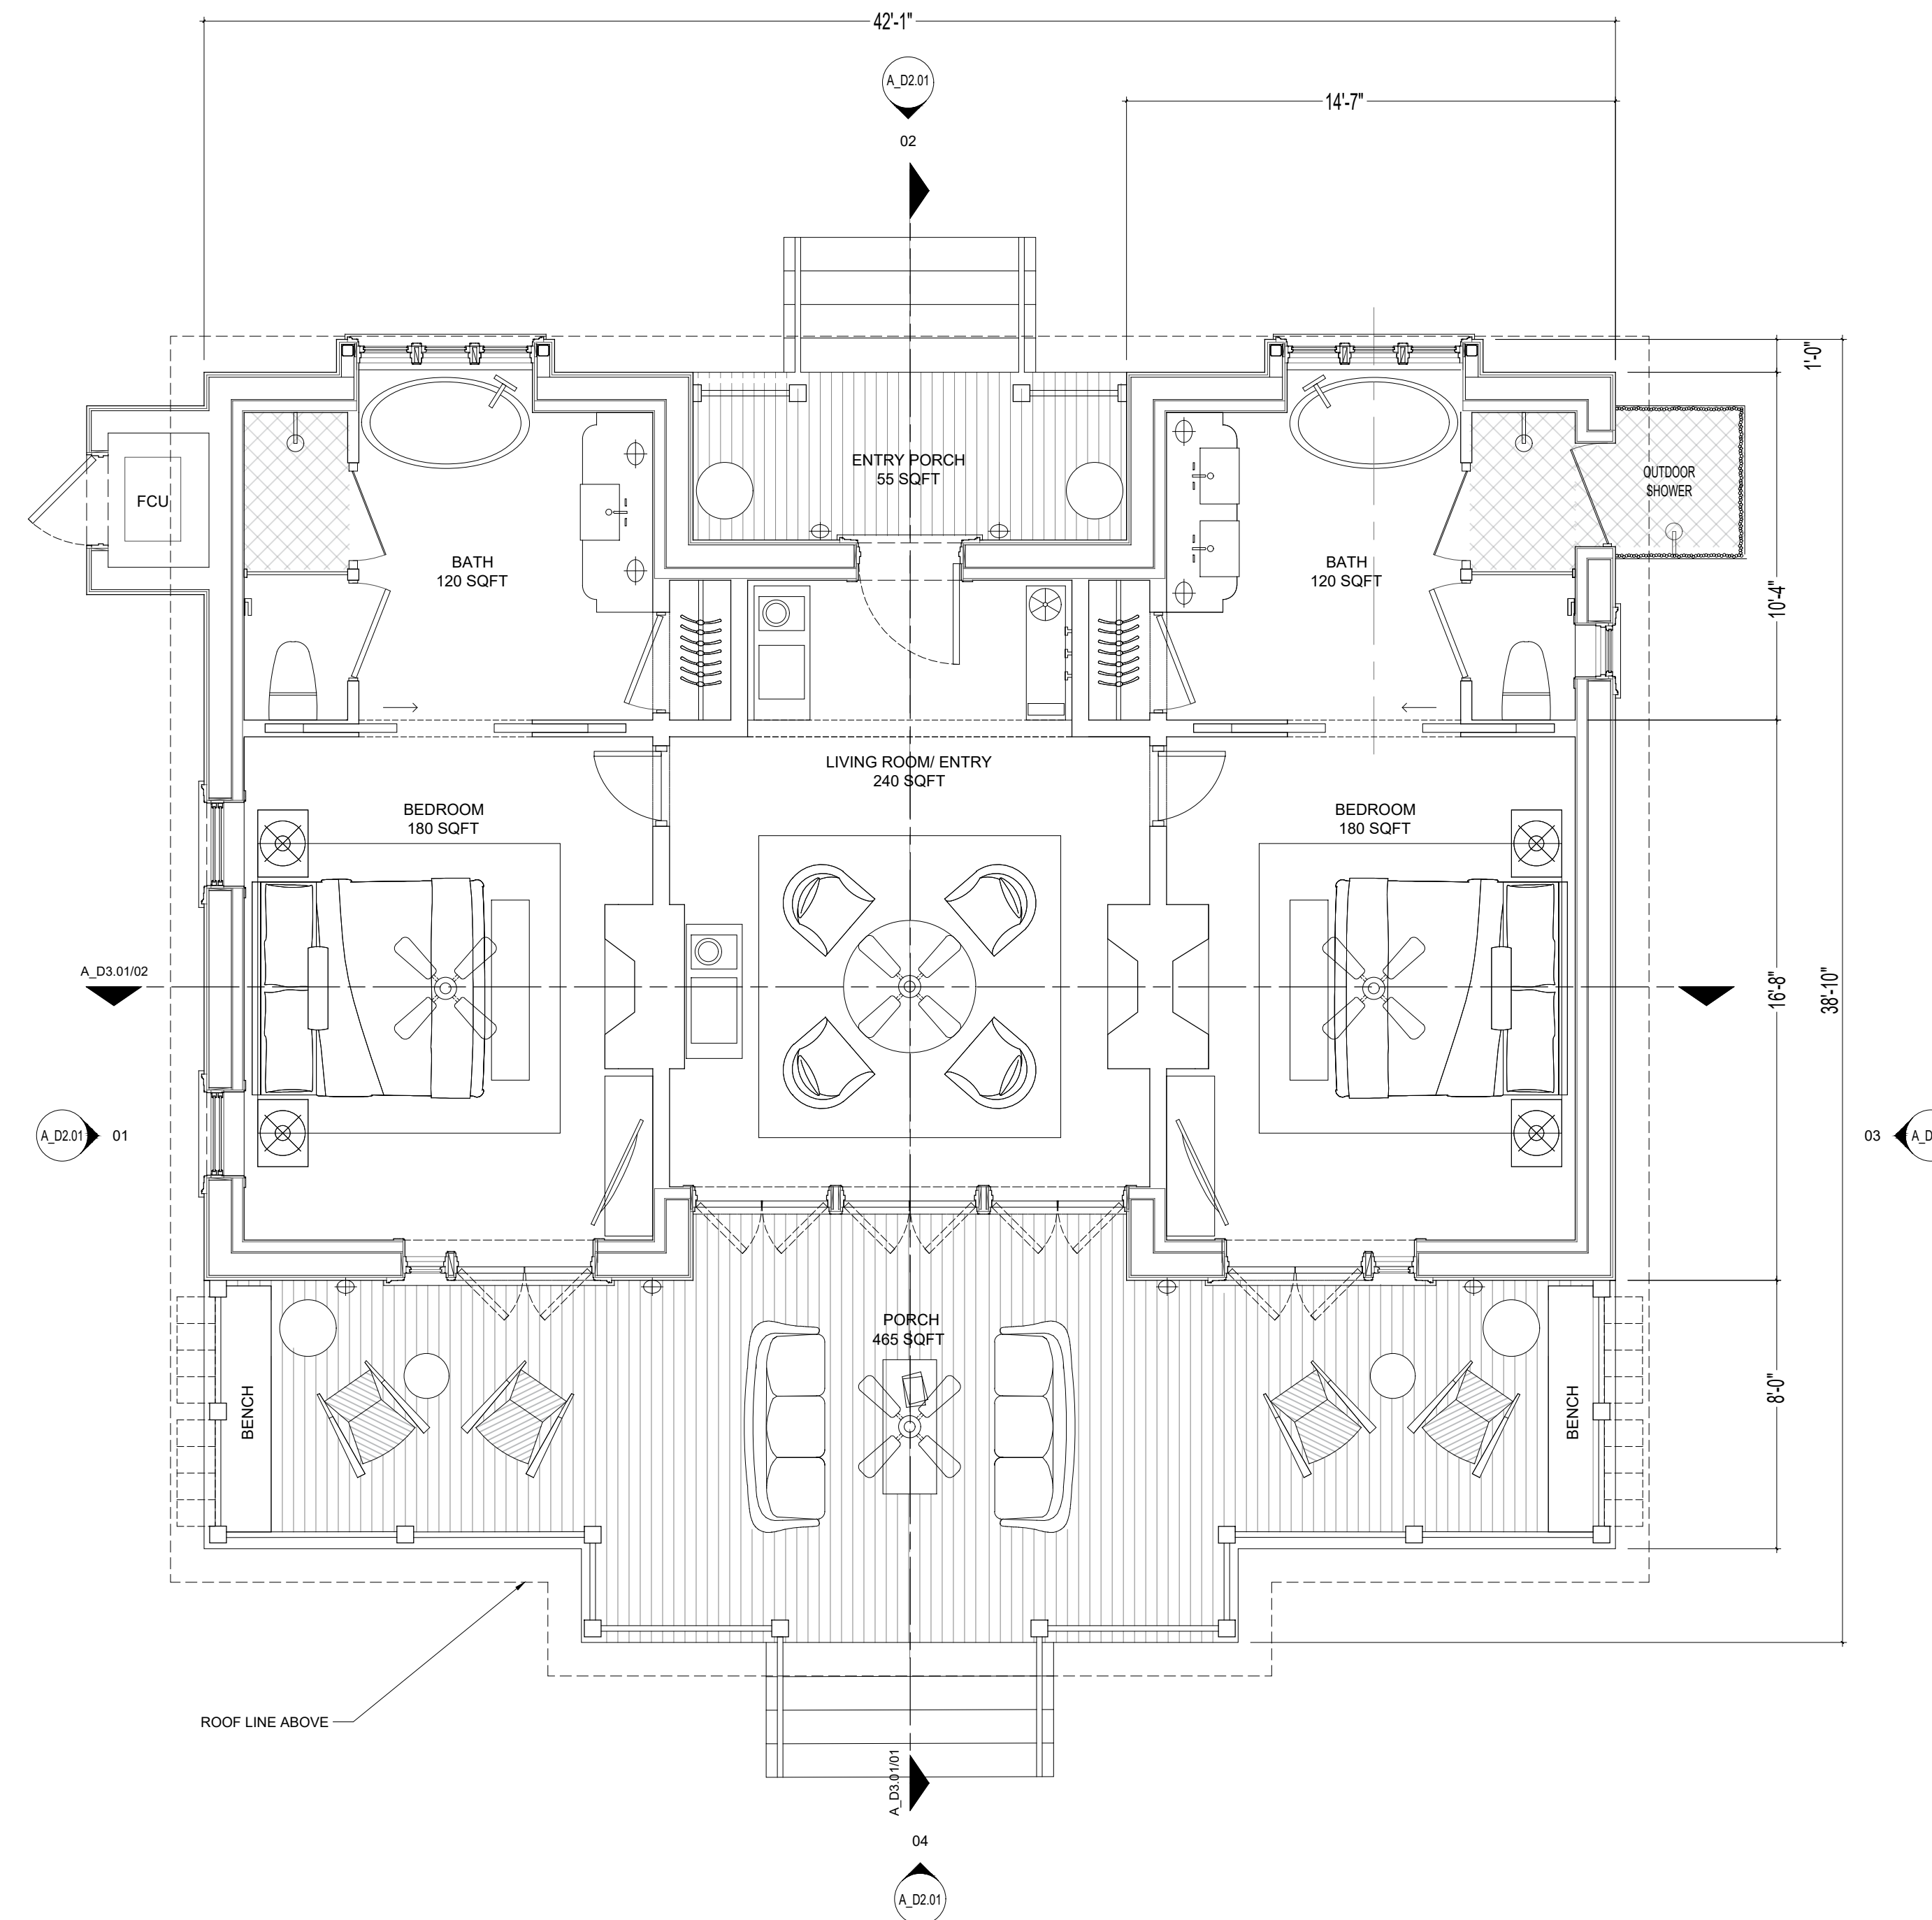 42'-1"
A_D2.01
14'-7"
02
1'-0"
ENTRY PORCH
55 SQFT
OUTDOOR
SHOWER
FCU
BATH
120 SQFT
BATH
120 SQFT
10'-4"
LIVING ROOM/ ENTRY
240 SQFT
BEDROOM
180 SQFT
BEDROOM
180 SQFT
A_D3.01/02
16'-8"
38'-10"
A_D2.01
01
03
A_D
PORCH
465 SQFT
BENCH
BENCH
8'-0"
ROOF LINE ABOVE
A_D3.01/01
04
A_D2.01